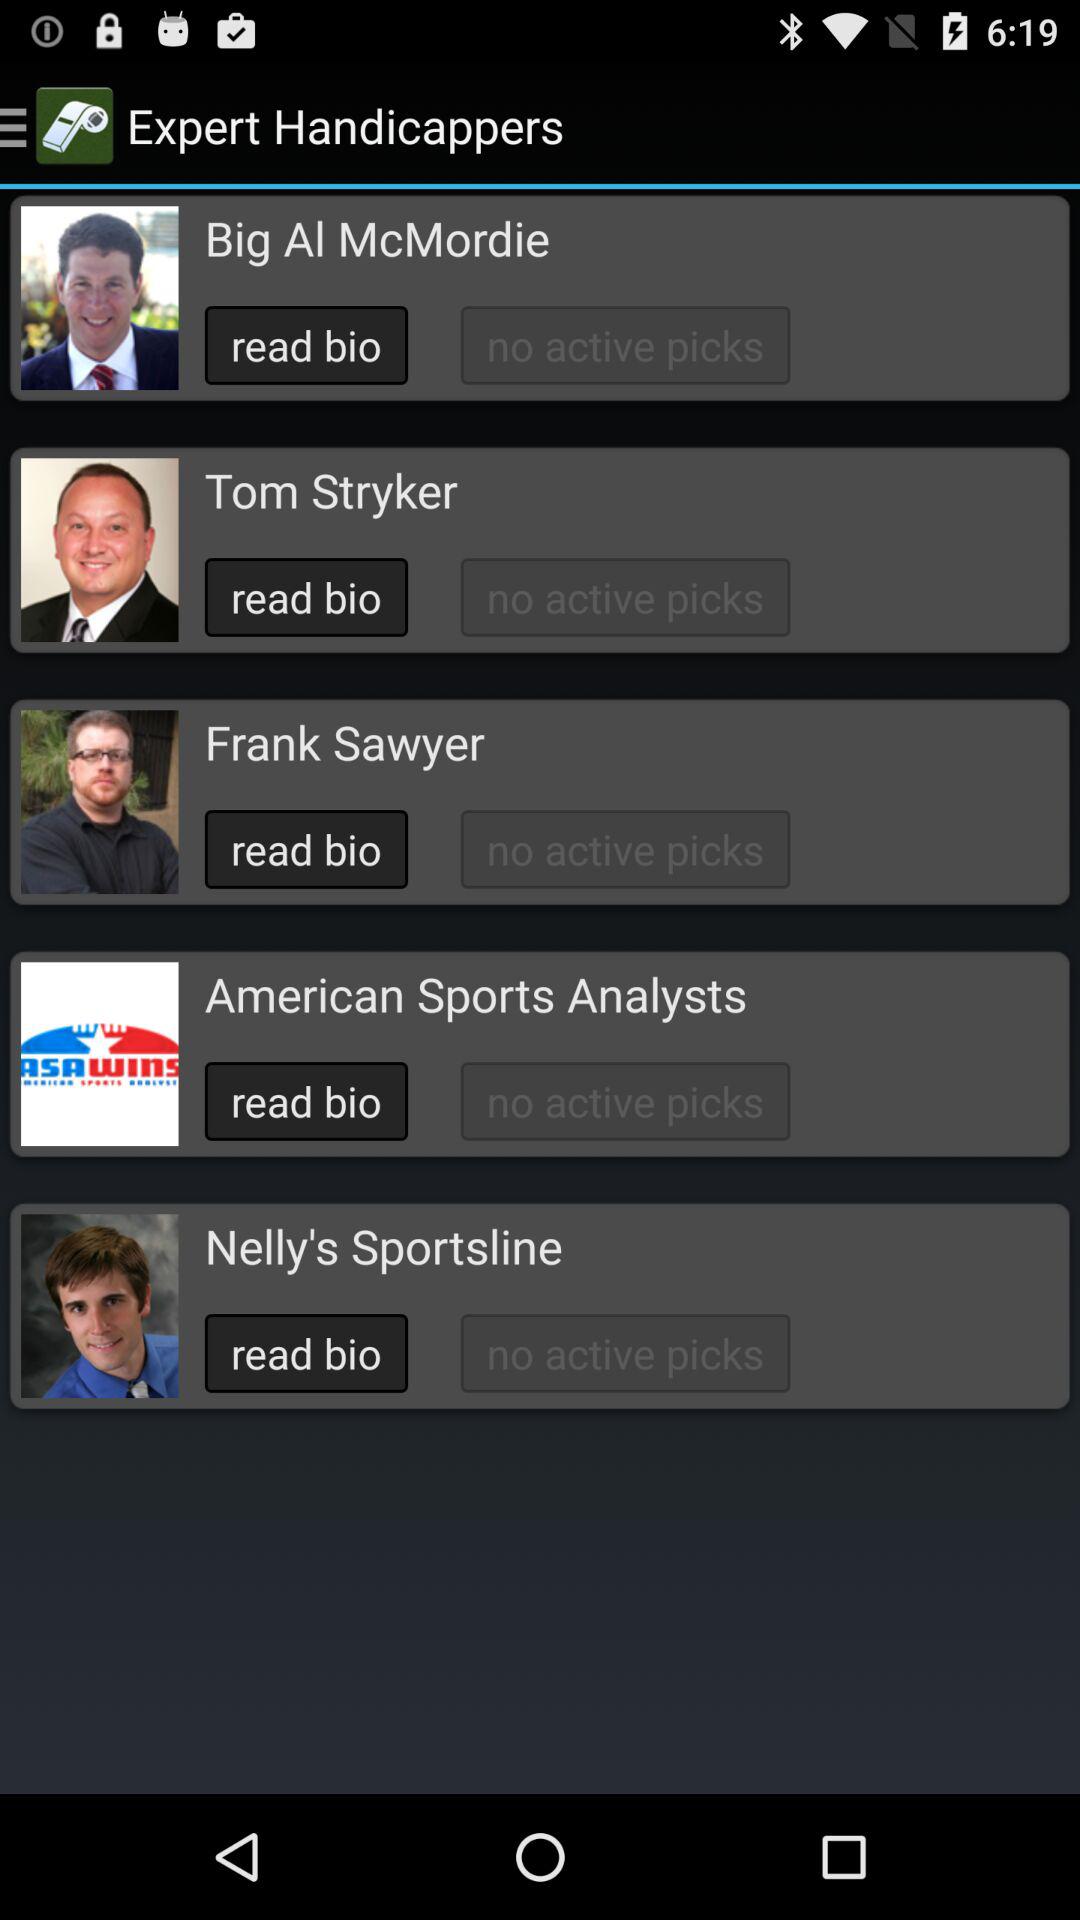 6:19
Expert Handicappers
Big Al McMordie
read bio
no active picks
Tom Stryker
read bio
no active picks
Frank Sawyer
read bio
no active picks
ASAWINS
AMERICAN SPORTS ANALYST
American Sports Analysts
read bio
no active picks
Nelly's Sportsline
read bio
no active picks